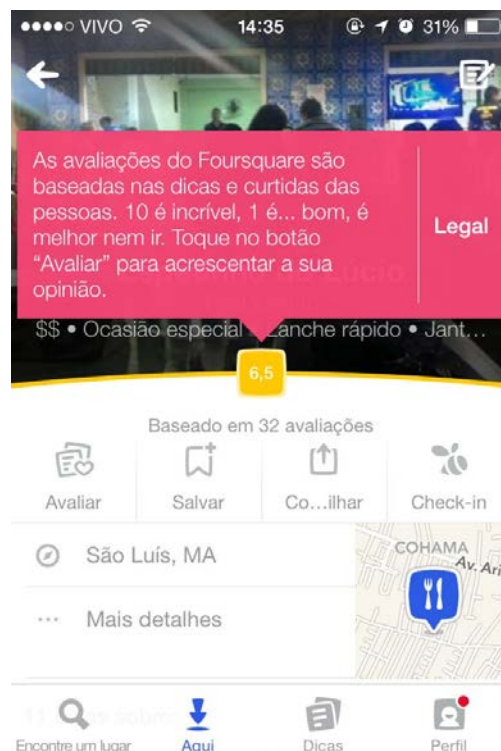 VIVO 14:35 31%
As avaliações do Foursquare são
baseadas nas dicas e curtidas das
pessoas. 10 é incrível, 1 é... bom, é
melhor nem ir. Toque no botão
“Avaliar” para acrescentar a sua
opinião.
Legal
Lúcio
$$ • Ocasião especial • Lanche rápido • Jant...
6,5
Baseado em 32 avaliações
Avaliar Salvar Co...ilhar Check-in
São Luís, MA
COHAMA
Av. Ari
Mais detalhes
Encontre um lugar Aqui Dicas Perfil